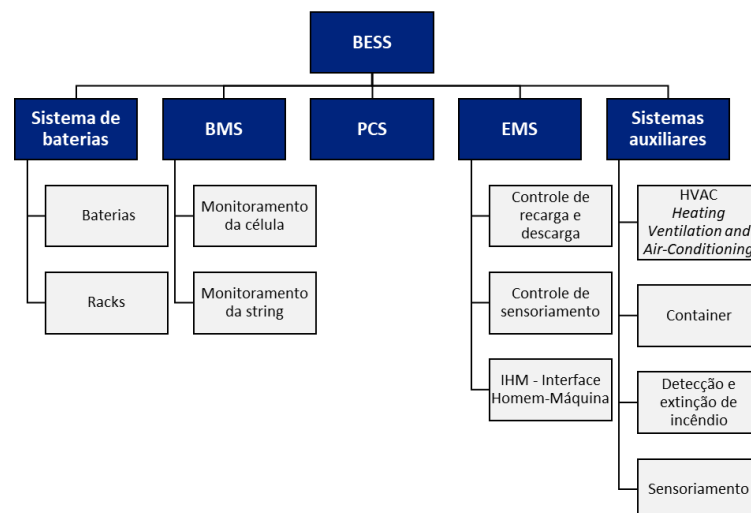 BESS
Sistema de
baterias
BMS
PCS
EMS
Sistemas
auxiliares
Baterias
Racks
Monitoramento
da célula
Monitoramento
da string
Controle de
recarga e
descarga
Controle de
sensoriamento
IHM - Interface
Homem-Máquina
HVAC
Heating
Ventilation and
Air-Conditioning
Container
Detecção e
extinção de
incêndio
Sensoriamento